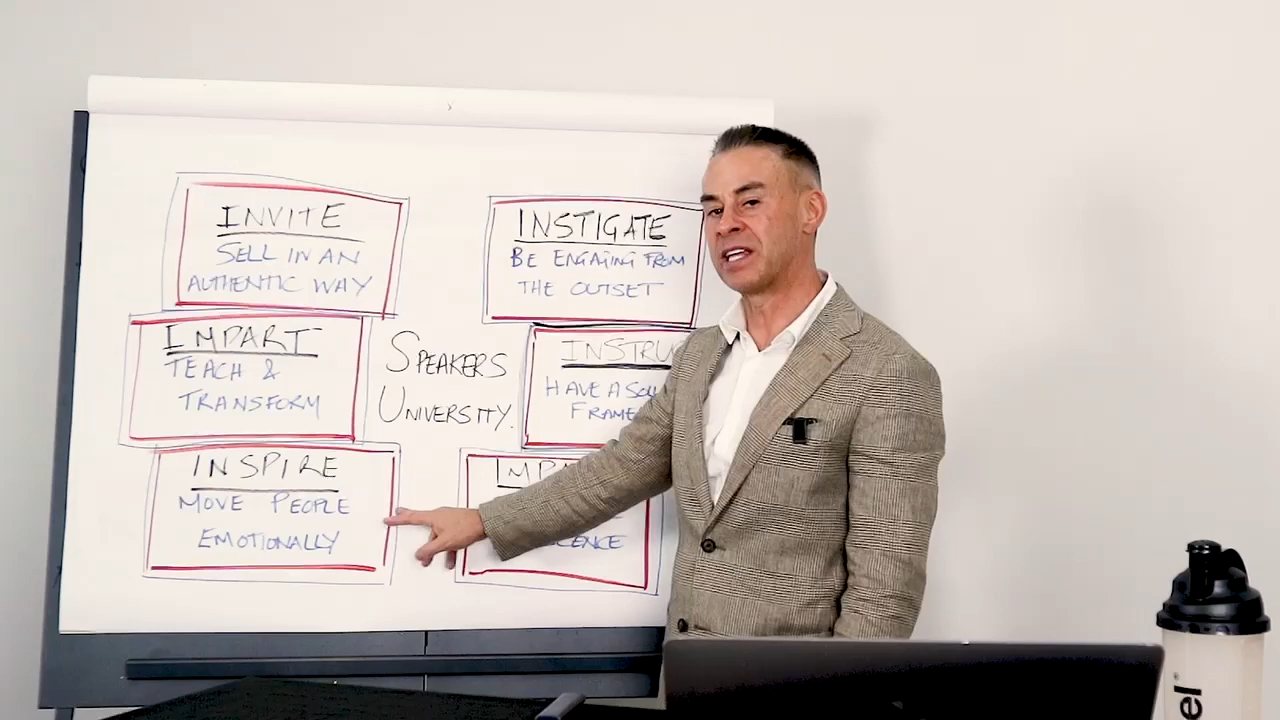 INVITE
SELL IN AN
AUTHENTIC WAY
INSTIGATE
BE ENGAGING FROM
THE OUTSET
IMPART
TEACH &
TRANSFORM
SPEAKERS
UNIVERSITY.
HAVE A
INSPIRE
MOVE PEOPLE
EMOTIONALLY